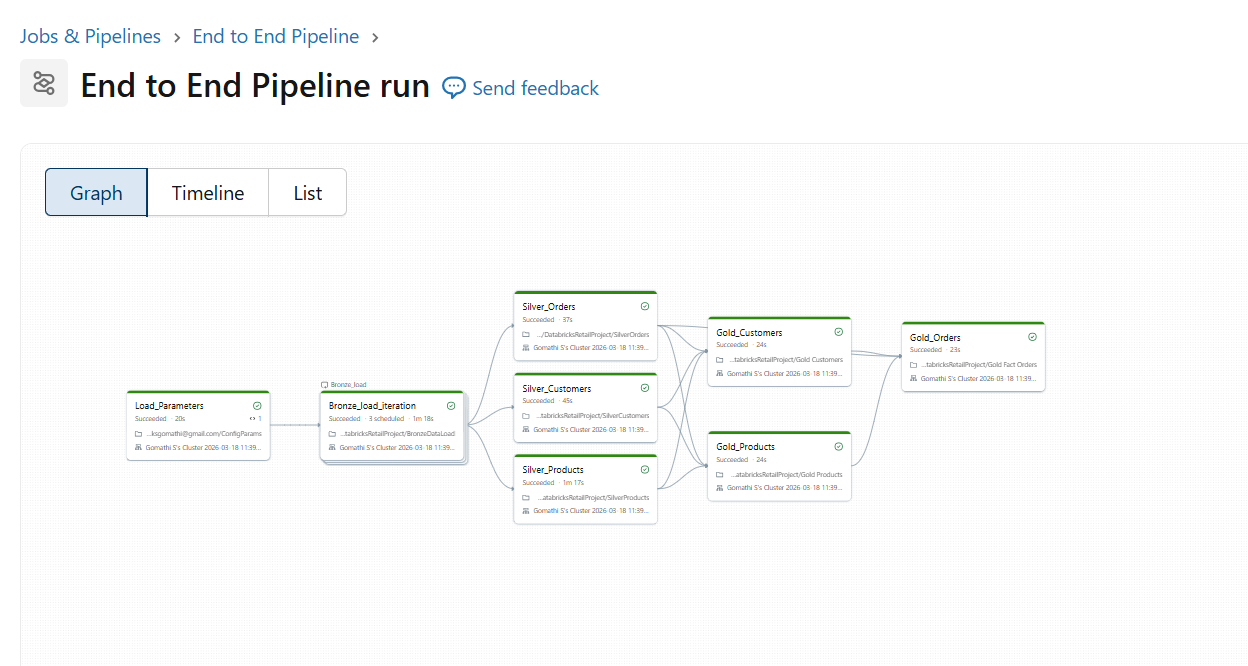 Jobs & Pipelines > End to End Pipeline >
End to End Pipeline run Send feedback
Graph Timeline List
Load_Parameters
Succeeded · 20s 1
...ksgomathi@gmail.com/ConfigParams
Gomathi S's Cluster 2026-03-18 11:39...
Bronze_load
Bronze_load_iteration
Succeeded · 3 scheduled · 1m 18s
...tabricksRetailProject/BronzeDataLoad
Gomathi S's Cluster 2026-03-18 11:39...
Silver_Orders
Succeeded · 37s
.../DatabricksRetailProject/SilverOrders
Gomathi S's Cluster 2026-03-18 11:39...
Silver_Customers
Succeeded · 45s
...tabricksRetailProject/SilverCustomers
Gomathi S's Cluster 2026-03-18 11:39...
Silver_Products
Succeeded · 1m 17s
...atabricksRetailProject/SilverProducts
Gomathi S's Cluster 2026-03-18 11:39...
Gold_Customers
Succeeded · 24s
...tabricksRetailProject/Gold Customers
Gomathi S's Cluster 2026-03-18 11:39...
Gold_Products
Succeeded · 24s
...atabricksRetailProject/Gold Products
Gomathi S's Cluster 2026-03-18 11:39...
Gold_Orders
Succeeded · 23s
...tabricksRetailProject/Gold Fact Orders
Gomathi S's Cluster 2026-03-18 11:39...